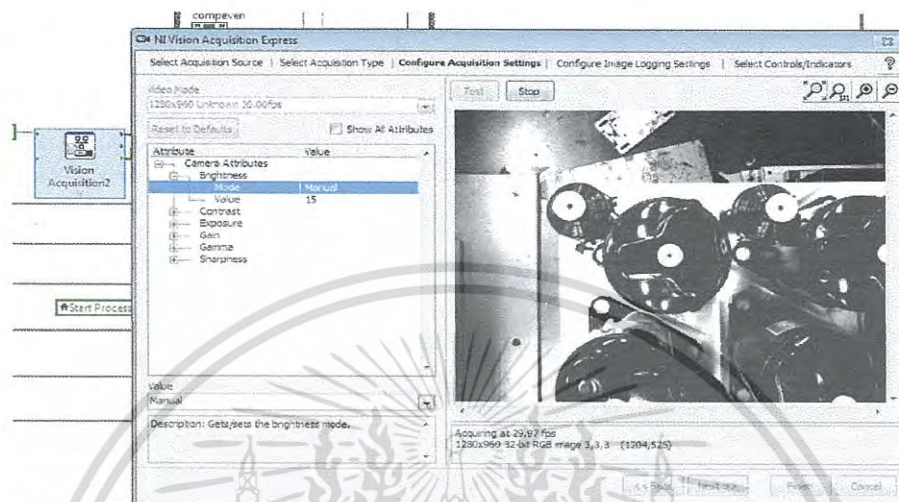 compeven
NI Vision Acquisition Express
Select Acquisition Source | Select Acquisition Type | Configure Acquisition Settings | Configure Image Logging Settings | Select Controls/Indicators
Video Mode
1280x960 Unknown 30.00fps
Test
Stop
Reset to Defaults
Show All Attributes
Attribute Value
Camera Attributes
Brightness
Mode Manual
Value 15
Contrast
Exposure
Gain
Gamma
Sharpness
Vision
Acquisition2
Start Process
Value
Manual
Description: Gets/sets the brightness mode.
Acquiring at 29.97 fps
1280x960 32-bit RGB image 3,3,3 (1204,525)
<< Back
Next >>
Finish
Cancel